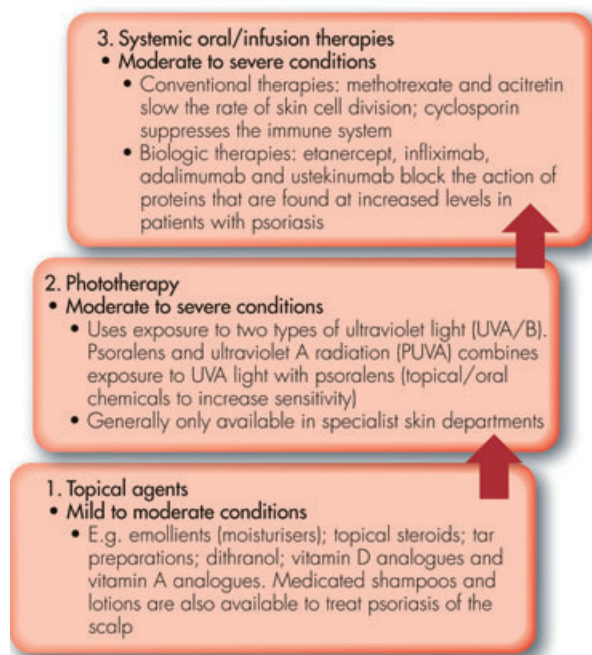 3. Systemic oral/infusion therapies
• Moderate to severe conditions
• Conventional therapies: methotrexate and acitretin
slow the rate of skin cell division; cyclosporin
suppresses the immune system
• Biologic therapies: etanercept, infliximab,
adalimumab and ustekinumab block the action of
proteins that are found at increased levels in
patients with psoriasis
2. Phototherapy
• Moderate to severe conditions
• Uses exposure to two types of ultraviolet light (UVA/B).
Psoralens and ultraviolet A radiation (PUVA) combines
exposure to UVA light with psoralens (topical/oral
chemicals to increase sensitivity)
• Generally only available in specialist skin departments
1. Topical agents
• Mild to moderate conditions
• E.g. emollients (moisturisers); topical steroids; tar
preparations; dithranol; vitamin D analogues and
vitamin A analogues. Medicated shampoos and
lotions are also available to treat psoriasis of the
scalp